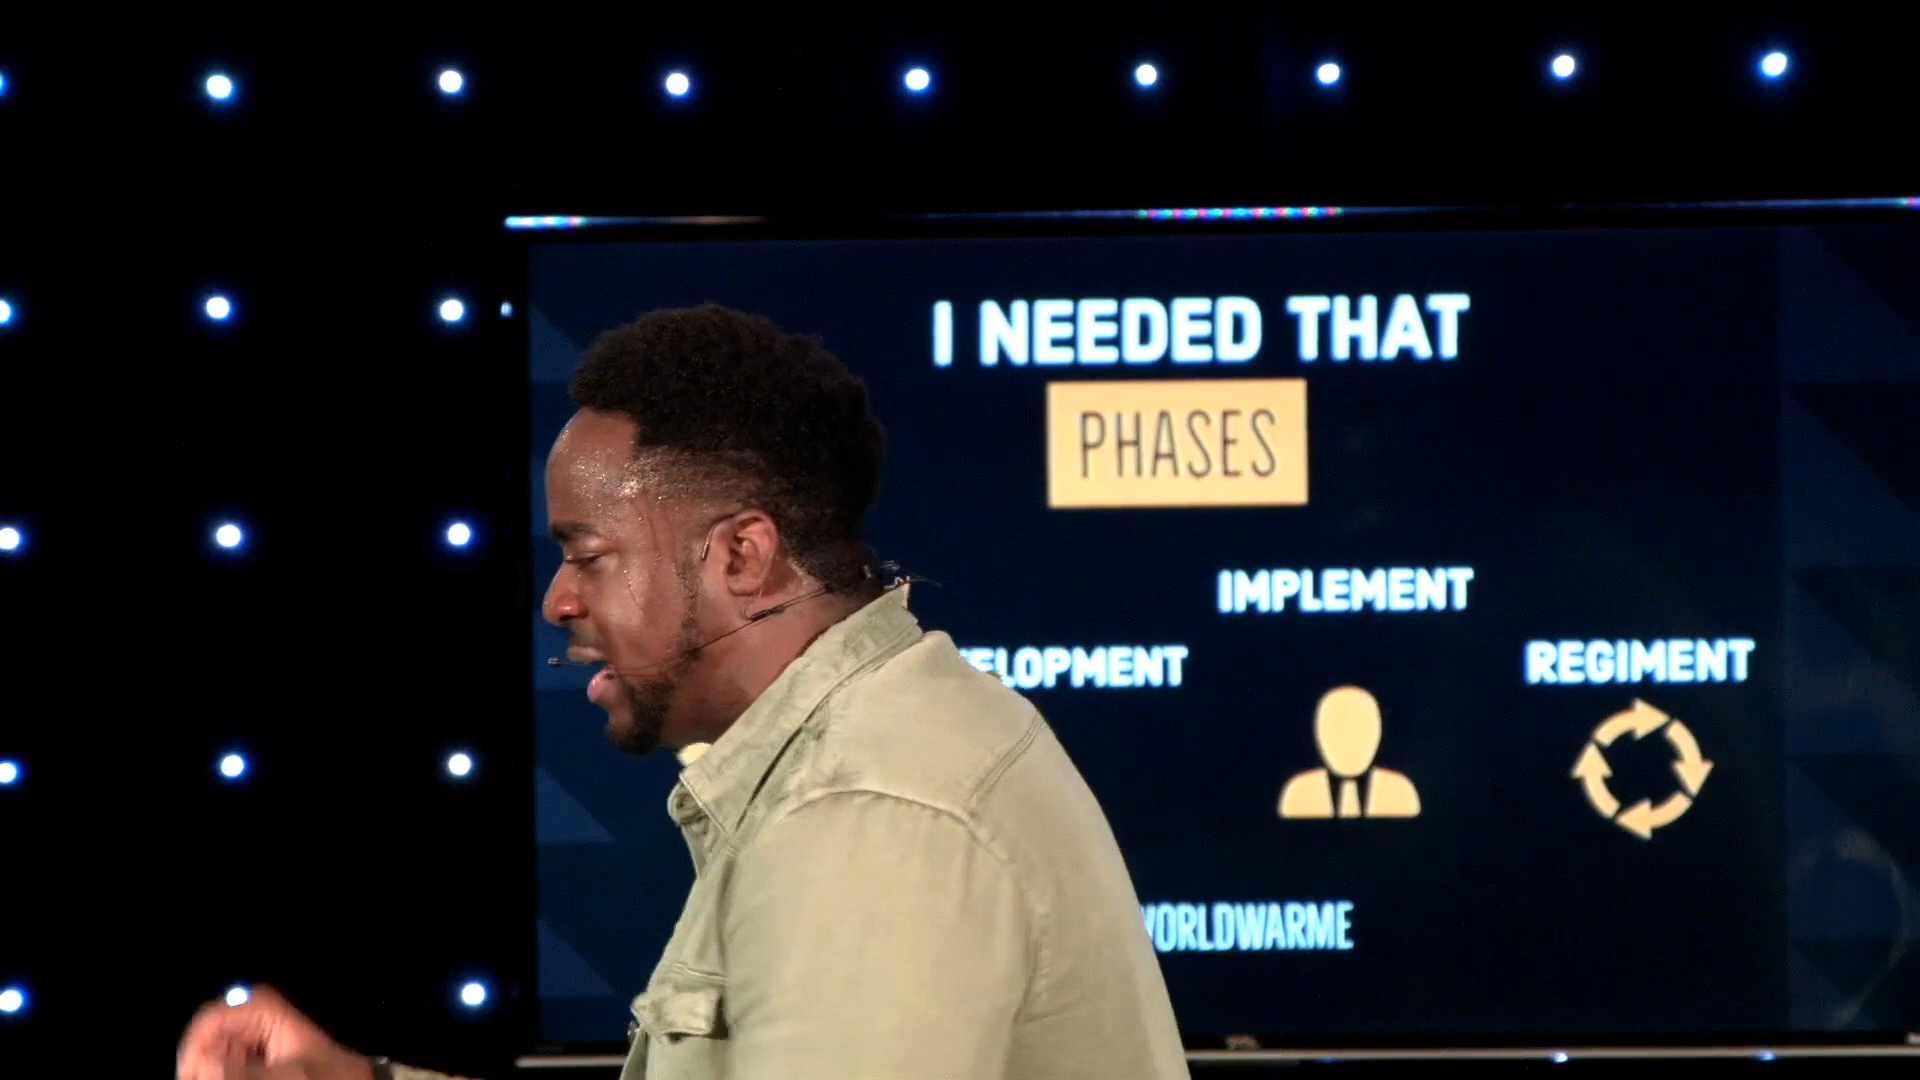 I NEEDED THAT
PHASES
IMPLEMENT
ELOPMENT
REGIMENT
WORLDWARME